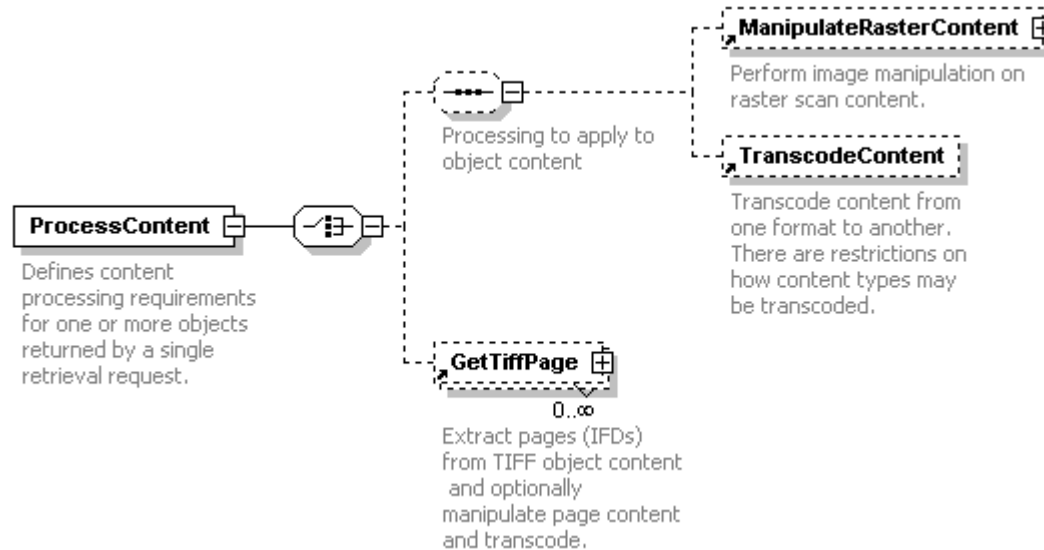 ManipulateRasterContent
Perform image manipulation on
raster scan content.
Processing to apply to
object content
TranscodeContent
Transcode content from
one format to another.
There are restrictions on
how content types may
be transcoded.
ProcessContent
Defines content
processing requirements
for one or more objects
returned by a single
retrieval request.
GetTiffPage
0..∞
Extract pages (IFDs)
from TIFF object content
and optionally
manipulate page content
and transcode.